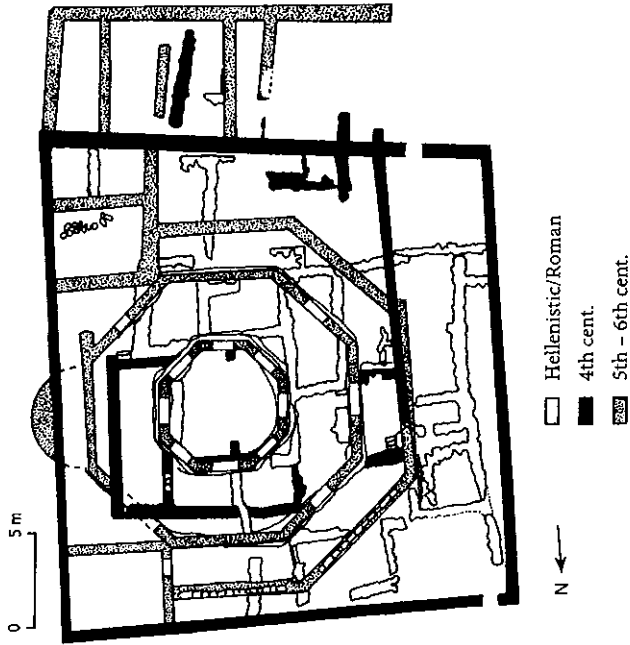 0 5 m
N
Hellenistic/Roman
4th cent.
5th – 6th cent.